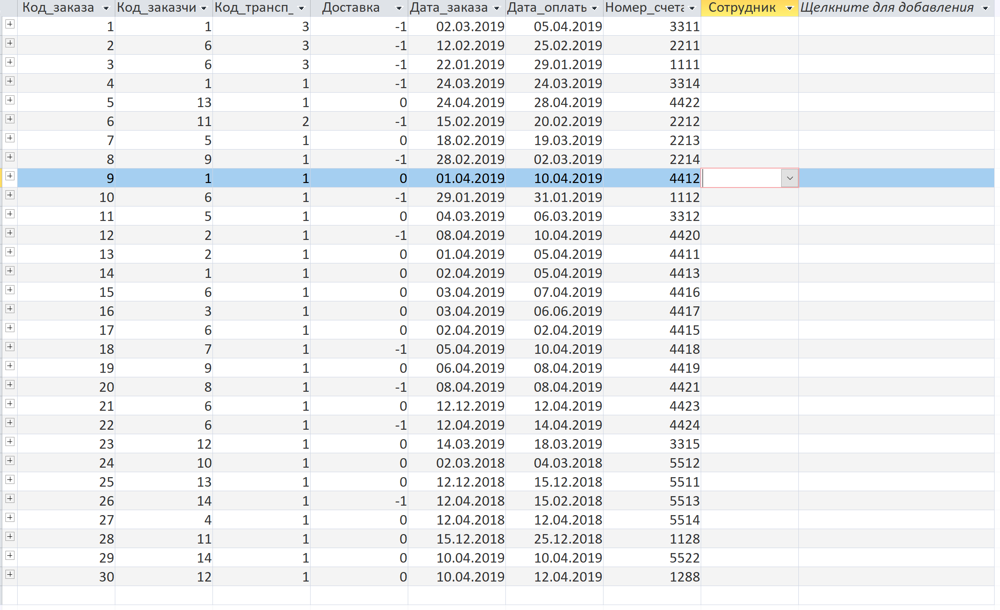 Код_заказа Код_заказчи Код_трансп_ Доставка Дата_заказа Дата_оплать Номер_счета Сотрудник Щелкните для добавления
1 1 3 -1 02.03.2019 05.04.2019 3311
2 6 3 -1 12.02.2019 25.02.2019 2211
3 6 3 -1 22.01.2019 29.01.2019 1111
4 1 1 -1 24.03.2019 24.03.2019 3314
5 13 1 0 24.04.2019 28.04.2019 4422
6 11 2 -1 15.02.2019 20.02.2019 2212
7 5 1 0 18.02.2019 19.03.2019 2213
8 9 1 -1 28.02.2019 02.03.2019 2214
9 1 1 0 01.04.2019 10.04.2019 4412
10 6 1 -1 29.01.2019 31.01.2019 1112
11 5 1 0 04.03.2019 06.03.2019 3312
12 2 1 -1 08.04.2019 10.04.2019 4420
13 2 1 0 01.04.2019 05.04.2019 4411
14 1 1 0 02.04.2019 05.04.2019 4413
15 6 1 0 03.04.2019 07.04.2019 4416
16 3 1 0 03.04.2019 06.06.2019 4417
17 6 1 0 02.04.2019 02.04.2019 4415
18 7 1 -1 05.04.2019 10.04.2019 4418
19 9 1 0 06.04.2019 08.04.2019 4419
20 8 1 -1 08.04.2019 08.04.2019 4421
21 6 1 0 12.12.2019 12.04.2019 4423
22 6 1 -1 12.04.2019 14.04.2019 4424
23 12 1 0 14.03.2019 18.03.2019 3315
24 10 1 0 02.03.2018 04.03.2018 5512
25 13 1 0 12.12.2018 15.12.2018 5511
26 14 1 -1 12.04.2018 15.02.2018 5513
27 4 1 0 12.04.2018 12.04.2018 5514
28 11 1 0 15.12.2018 25.12.2018 1128
29 14 1 0 10.04.2019 10.04.2019 5522
30 12 1 0 10.04.2019 12.04.2019 1288